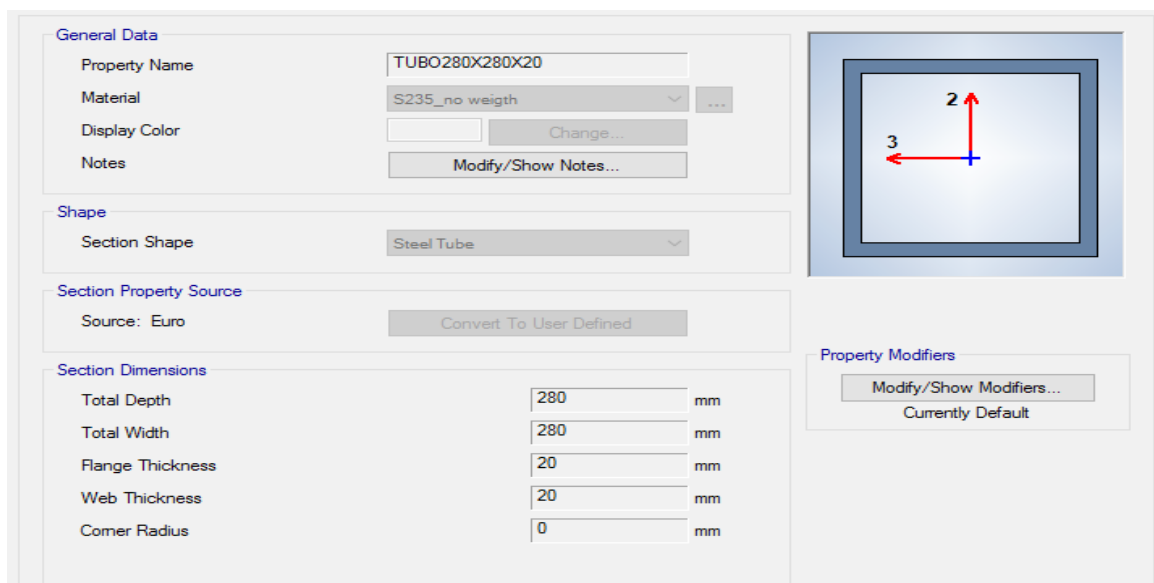 General Data
Property Name TUBO280X280X20
Material S235_no weigth ...
Display Color Change...
Notes Modify/Show Notes...
Shape
Section Shape Steel Tube
Section Property Source
Source: Euro Convert To User Defined
Section Dimensions
Total Depth 280 mm
Total Width 280 mm
Flange Thickness 20 mm
Web Thickness 20 mm
Corner Radius 0 mm
2
3
Property Modifiers
Modify/Show Modifiers...
Currently Default